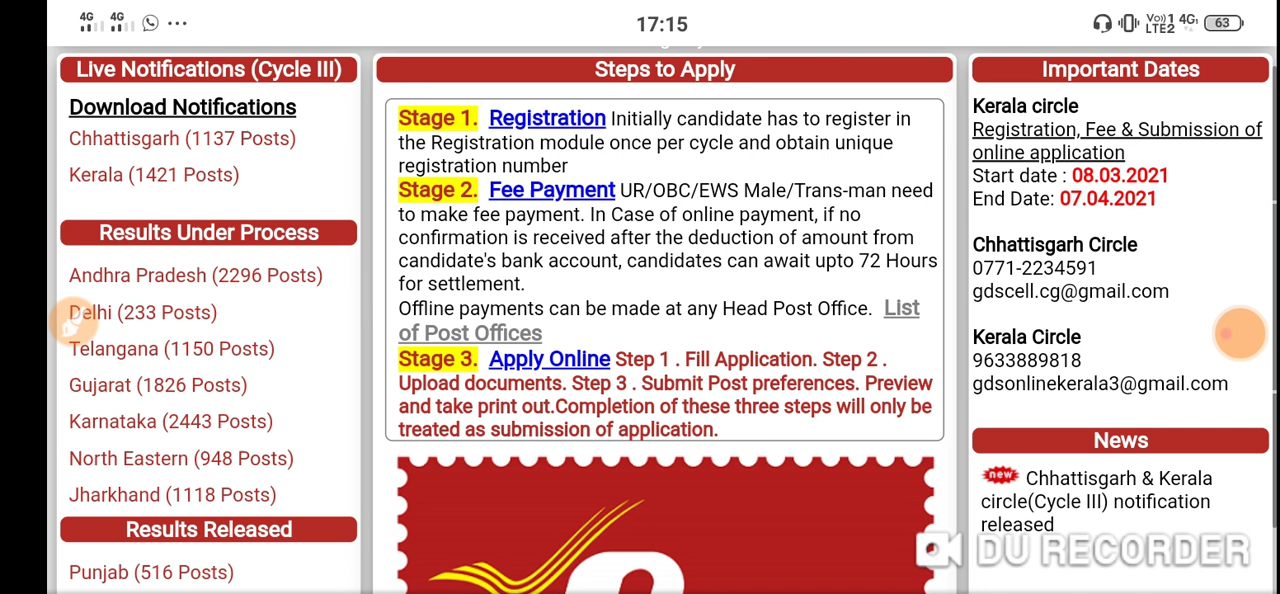 4G 4G 17:15 Vo)) 1 4G LTE2 63
Live Notifications (Cycle III)
Download Notifications
Chhattisgarh (1137 Posts)
Kerala (1421 Posts)
Results Under Process
Andhra Pradesh (2296 Posts)
Delhi (233 Posts)
Telangana (1150 Posts)
Gujarat (1826 Posts)
Karnataka (2443 Posts)
North Eastern (948 Posts)
Jharkhand (1118 Posts)
Results Released
Punjab (516 Posts)
Steps to Apply
Stage 1. Registration Initially candidate has to register in
the Registration module once per cycle and obtain unique
registration number
Stage 2. Fee Payment UR/OBC/EWS Male/Trans-man need
to make fee payment. In Case of online payment, if no
confirmation is received after the deduction of amount from
candidate's bank account, candidates can await upto 72 Hours
for settlement.
Offline payments can be made at any Head Post Office. List
of Post Offices
Stage 3. Apply Online Step 1 . Fill Application. Step 2 .
Upload documents. Step 3 . Submit Post preferences. Preview
and take print out.Completion of these three steps will only be
treated as submission of application.
Important Dates
Kerala circle
Registration, Fee & Submission of
online application
Start date : 08.03.2021
End Date: 07.04.2021
Chhattisgarh Circle
0771-2234591
gdscell.cg@gmail.com
Kerala Circle
9633889818
gdsonlinekerala3@gmail.com
News
new Chhattisgarh & Kerala
circle(Cycle III) notification
released
DU RECORDER